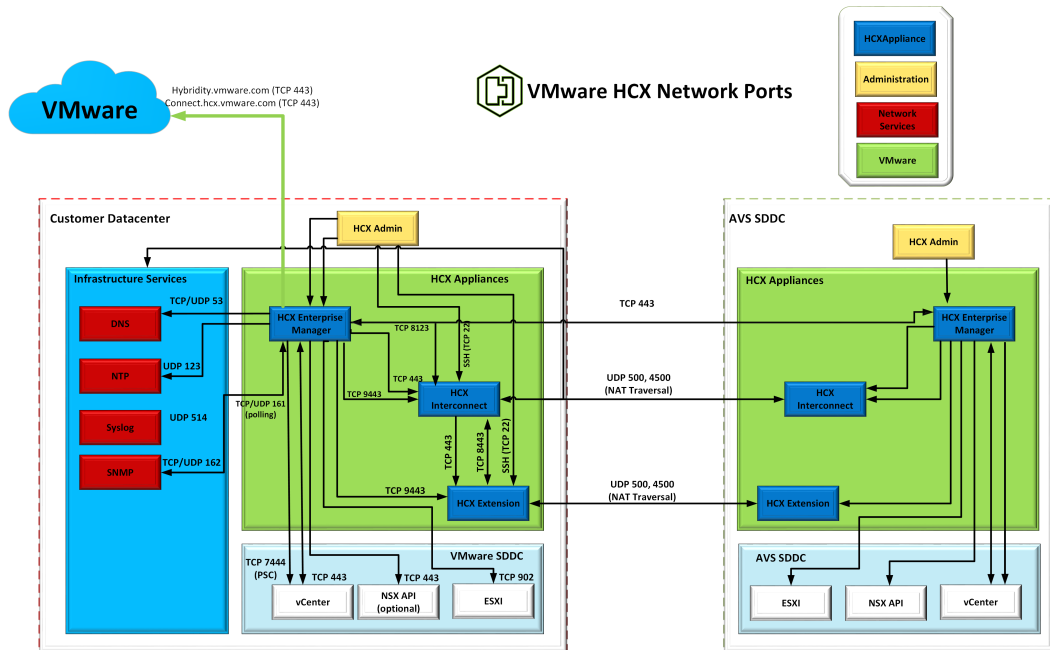 HCXAppliance
Administration
Network
Services
VMware
VMware
Hybridity.vmware.com (TCP 443)
Connect.hcx.vmware.com (TCP 443)
VMware HCX Network Ports
Customer Datacenter
HCX Admin
Infrastructure Services
DNS
NTP
Syslog
SNMP
TCP/UDP 53
UDP 123
UDP 514
TCP/UDP 162
TCP/UDP 161
(polling)
HCX Appliances
HCX Enterprise
Manager
TCP 8123
SSH (TCP 22)
TCP 443
TCP 9443
HCX
Interconnect
TCP 443
TCP 8443
SSH (TCP 22)
TCP 9443
HCX Extension
VMware SDDC
TCP 7444
(PSC)
TCP 443
TCP 443
TCP 902
vCenter
NSX API
(optional)
ESXI
TCP 443
UDP 500, 4500
(NAT Traversal)
UDP 500, 4500
(NAT Traversal)
AVS SDDC
HCX Admin
HCX Appliances
HCX Enterprise
Manager
HCX
Interconnect
HCX Extension
AVS SDDC
ESXI
NSX API
vCenter